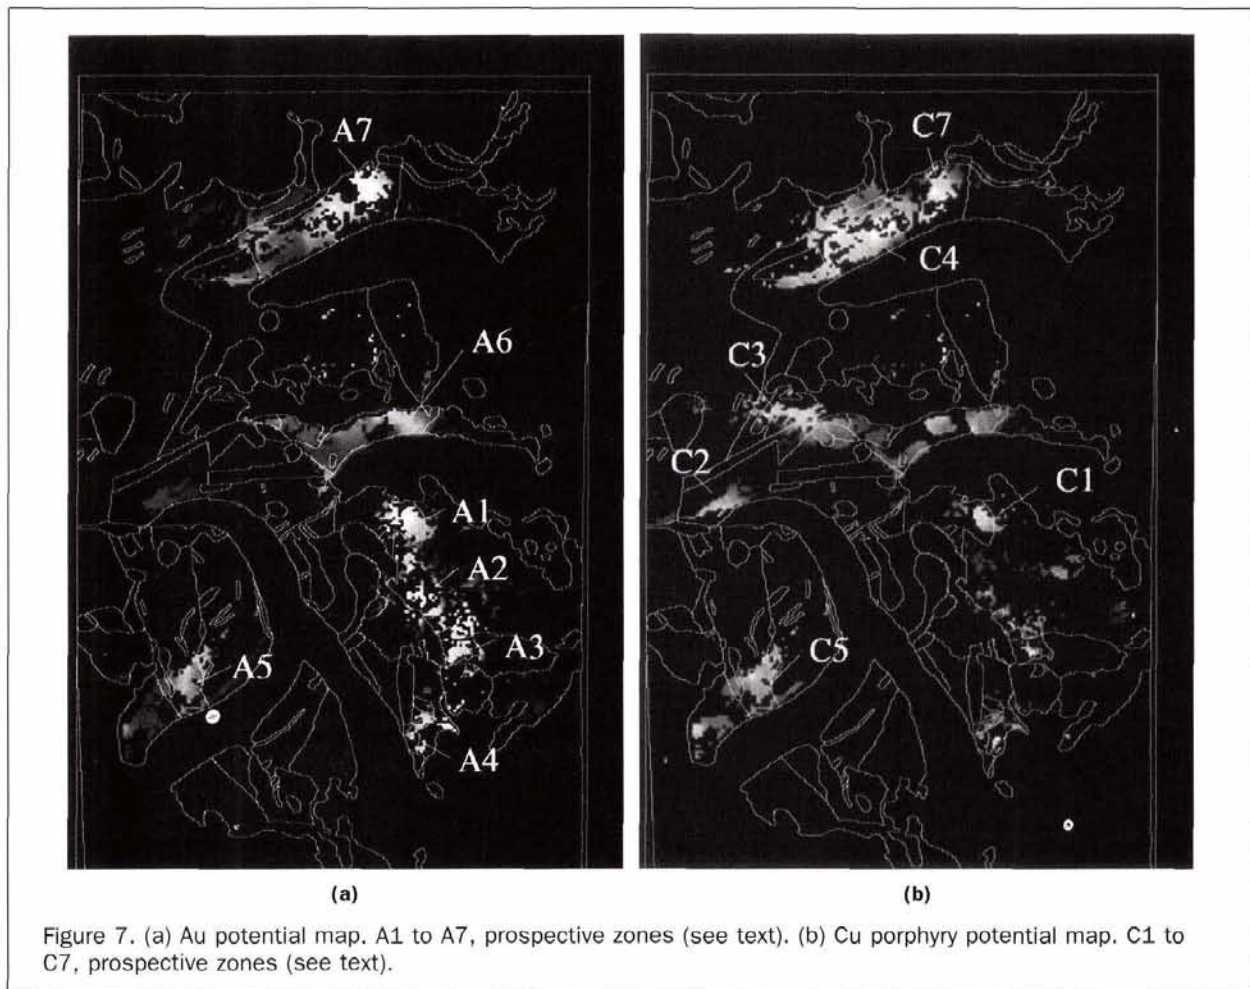 A7
A6
A1
A2
A3
A5
A4
(a)
C7
C4
C3
C2
C1
C5
(b)
Figure 7. (a) Au potential map. A1 to A7, prospective zones (see text). (b) Cu porphyry potential map. C1 to
C7, prospective zones (see text).